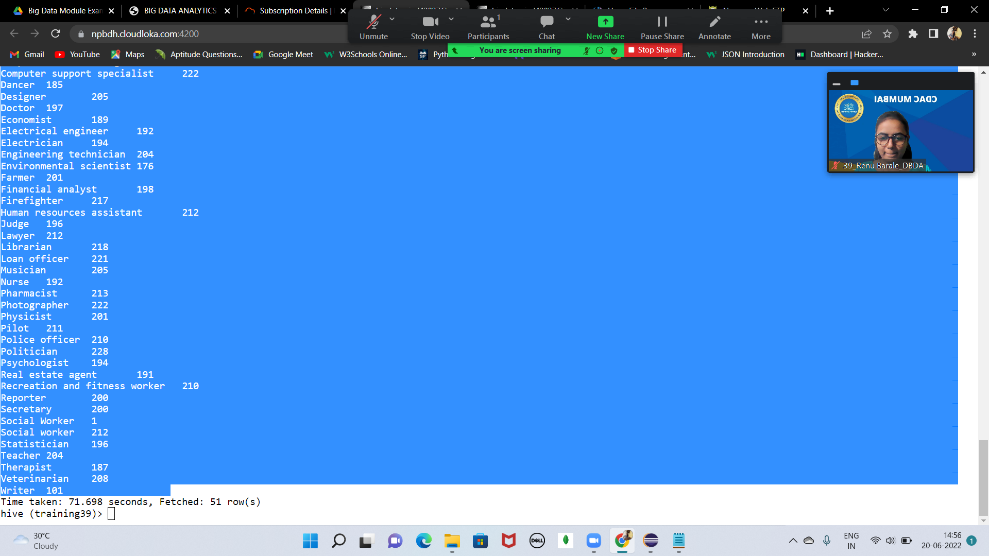 Big Data Module Exam
BIG DATA ANALYTICS
Subscription Details |
npbdh.cloudloka.com:4200
Unmute
Stop Video
Participants
1
Chat
New Share
Pause Share
Annotate
More
You are screen sharing
Stop Share
Gmail
YouTube
Maps
Aptitude Questions...
Google Meet
W3Schools Online...
JSON Introduction
Dashboard | Hacker...
Computer support specialist 222
Dancer 185
Designer 205
Doctor 197
Economist 189
Electrical engineer 192
Electrician 194
Engineering technician 204
Environmental scientist 176
Farmer 201
Financial analyst 198
Firefighter 217
Human resources assistant 212
Judge 196
Lawyer 212
Librarian 218
Loan officer 221
Musician 205
Nurse 192
Pharmacist 213
Photographer 222
Physicist 201
Pilot 211
Police officer 210
Politician 228
Psychologist 194
Real estate agent 191
Recreation and fitness worker 210
Reporter 200
Secretary 200
Social Worker 1
Social worker 212
Statistician 196
Teacher 204
Therapist 187
Veterinarian 208
Writer 101
Time taken: 71.698 seconds, Fetched: 51 row(s)
hive (training39)>
CDAC MUMBAI
39_Renu Barale_DBDA
30°C
Cloudy
ENG
IN
14:56
20-06-2022
1